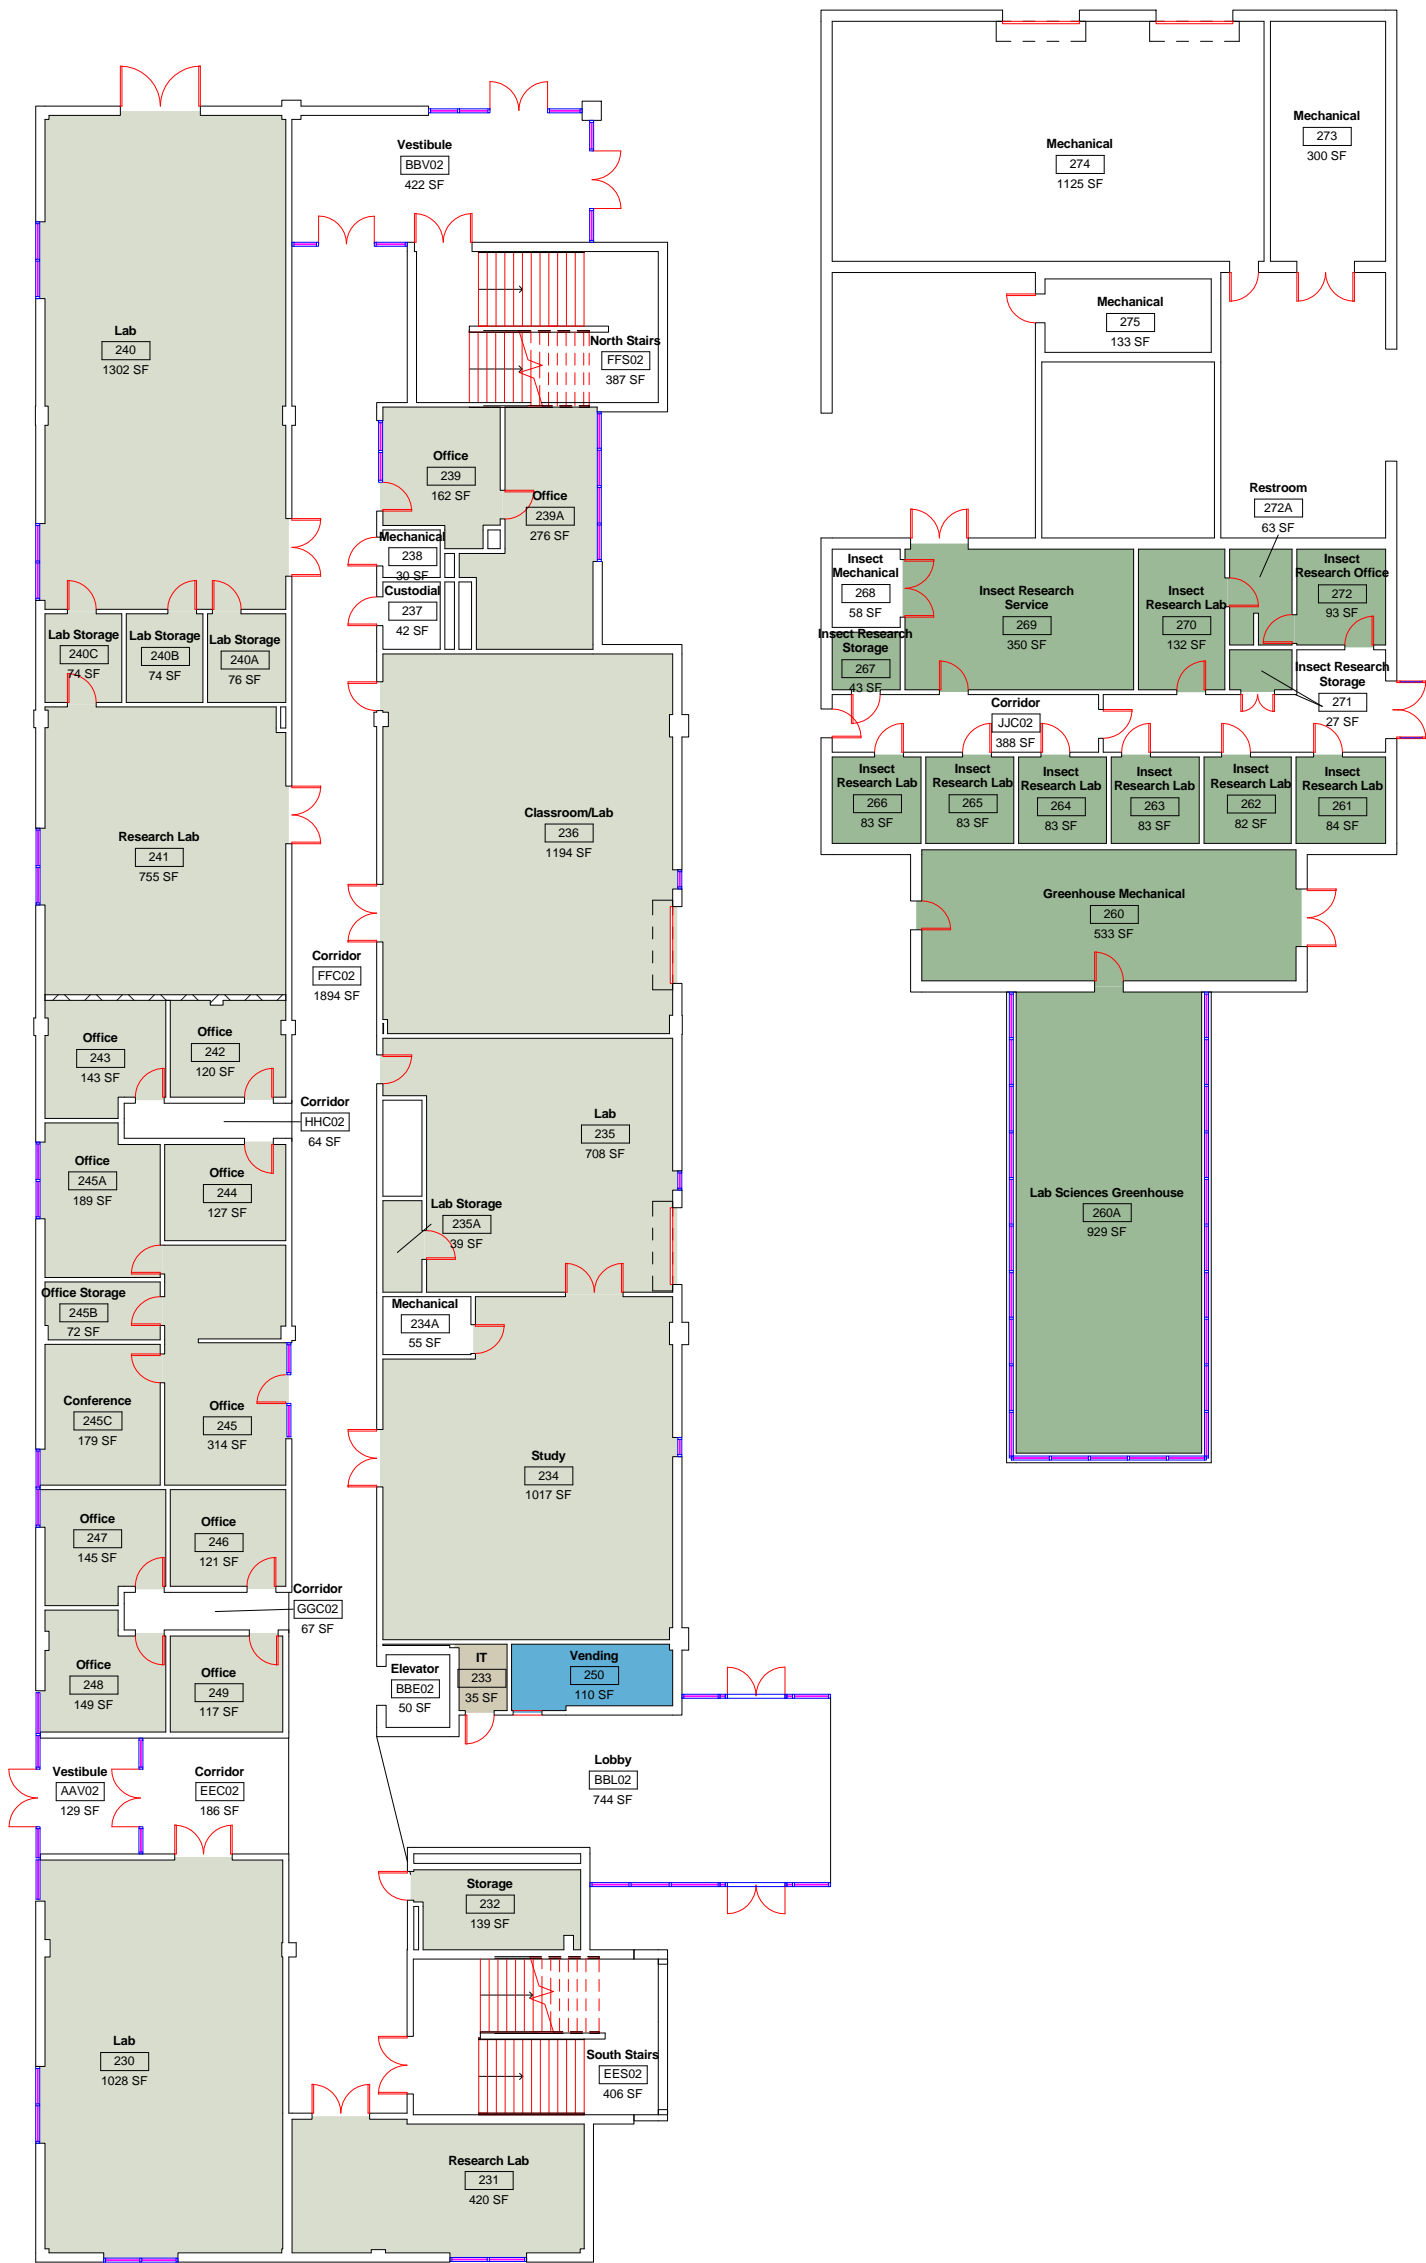 Vestibule
BBV02
422 SF
Mechanical
274
1125 SF
Mechanical
273
300 SF
Mechanical
275
133 SF
Lab
240
1302 SF
North Stairs
FFS02
387 SF
Office
239
162 SF
Office
239A
276 SF
Mechanical
238
30 SF
Custodial
237
42 SF
Lab Storage
240C
74 SF
Lab Storage
240B
74 SF
Lab Storage
240A
76 SF
Restroom
272A
63 SF
Insect
Mechanical
268
58 SF
Insect Research
Service
269
350 SF
Insect
Research Lab
270
132 SF
Insect
Research Office
272
93 SF
Insect Research
Storage
267
43 SF
Insect Research
Storage
271
27 SF
Corridor
JJC02
388 SF
Insect
Research Lab
266
83 SF
Insect
Research Lab
265
83 SF
Insect
Research Lab
264
83 SF
Insect
Research Lab
263
83 SF
Insect
Research Lab
262
82 SF
Insect
Research Lab
261
84 SF
Research Lab
241
755 SF
Classroom/Lab
236
1194 SF
Greenhouse Mechanical
260
533 SF
Corridor
FFC02
1894 SF
Office
243
143 SF
Office
242
120 SF
Corridor
HHC02
64 SF
Lab
235
708 SF
Office
245A
189 SF
Office
244
127 SF
Lab Storage
235A
39 SF
Lab Sciences Greenhouse
260A
929 SF
Office Storage
245B
72 SF
Mechanical
234A
55 SF
Conference
245C
179 SF
Office
245
314 SF
Study
234
1017 SF
Office
247
145 SF
Office
246
121 SF
Corridor
GGC02
67 SF
Office
248
149 SF
Office
249
117 SF
Elevator
BBE02
50 SF
IT
233
35 SF
Vending
250
110 SF
Vestibule
AAV02
129 SF
Corridor
EEC02
186 SF
Lobby
BBL02
744 SF
Storage
232
139 SF
Lab
230
1028 SF
South Stairs
EES02
406 SF
Research Lab
231
420 SF